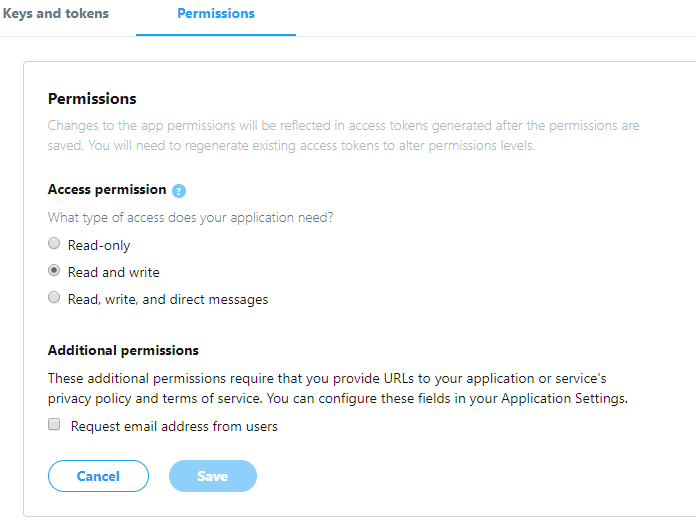 Keys and tokens Permissions
Permissions
Changes to the app permissions will be reflected in access tokens generated after the permissions are
saved. You will need to regenerate existing access tokens to alter permissions levels.
Access permission ?
What type of access does your application need?
Read-only
Read and write
Read, write, and direct messages
Additional permissions
These additional permissions require that you provide URLs to your application or service's
privacy policy and terms of service. You can configure these fields in your Application Settings.
Request email address from users
Cancel Save